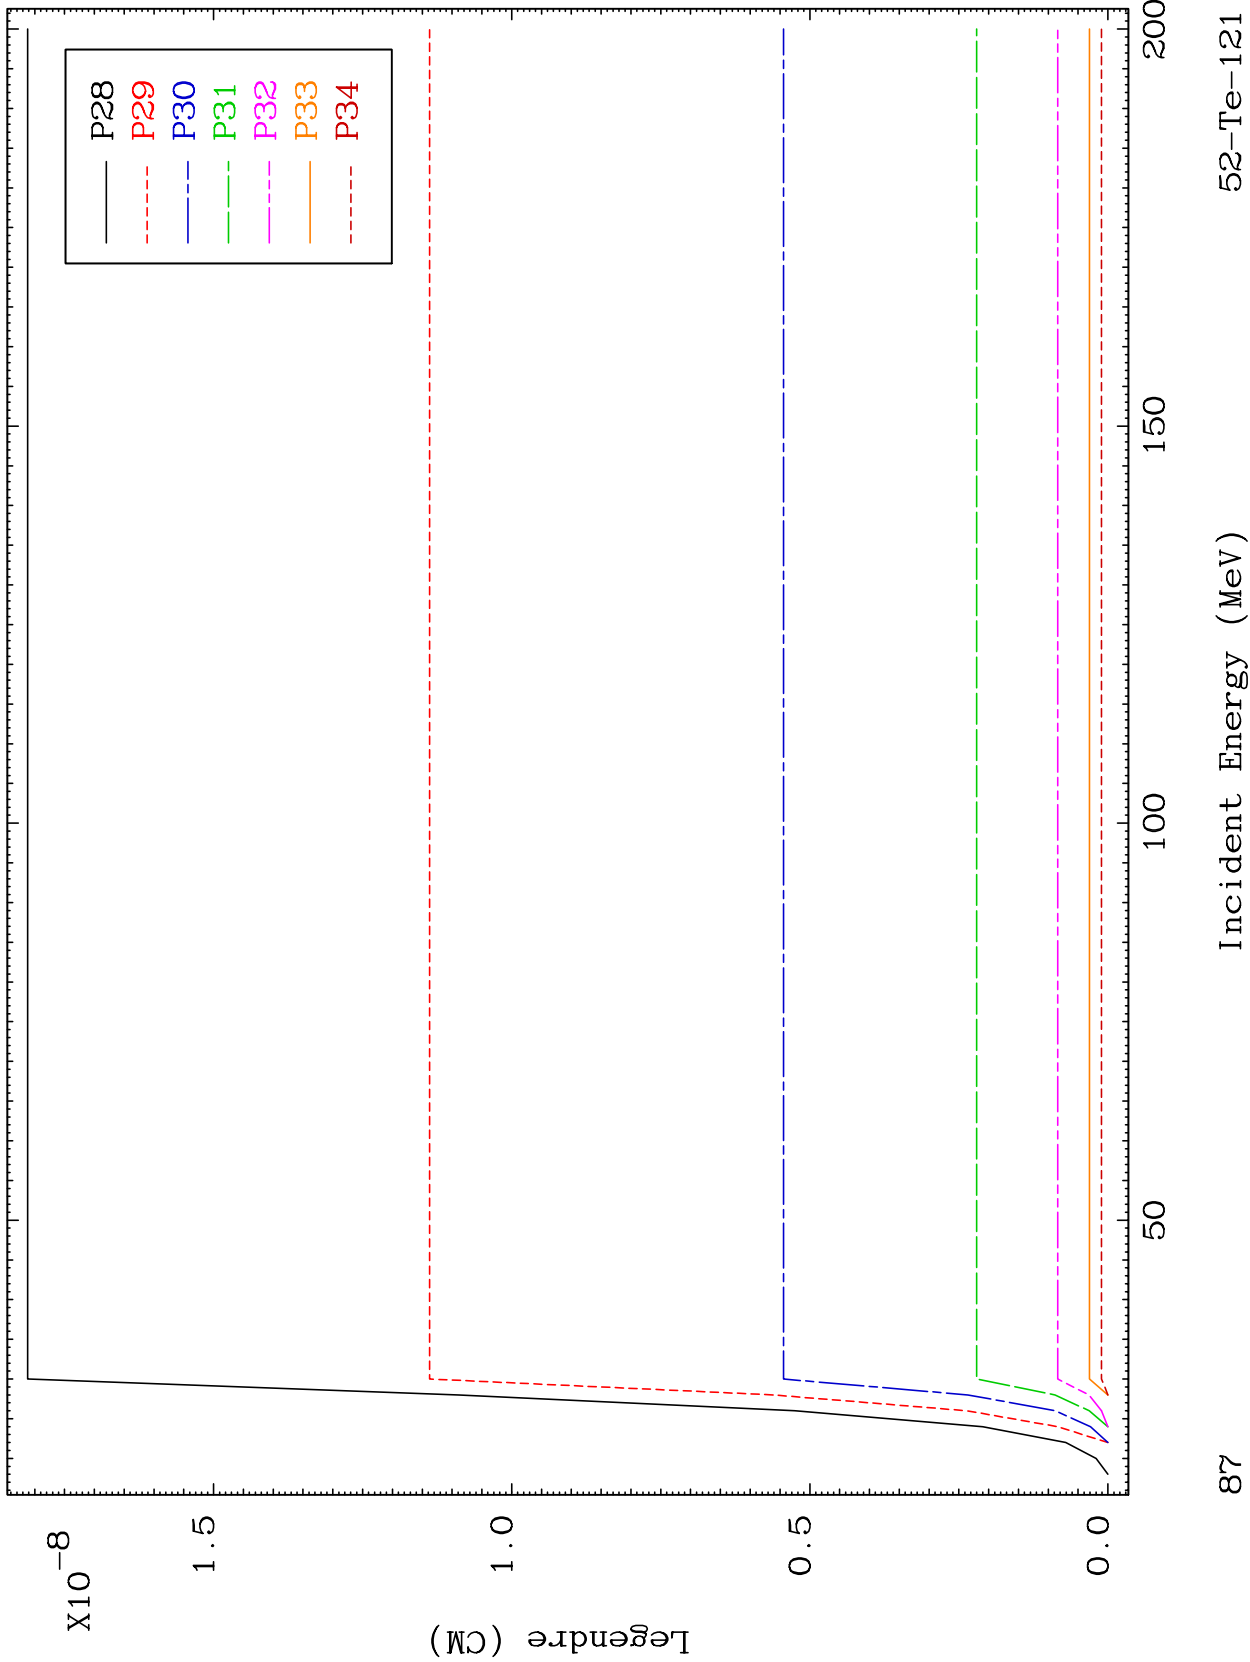 X10-8
1.5
1.0
0.5
0.0
Legendre (CM)
P28
P29
P30
P31
P32
P33
P34
50
100
150
200
Incident Energy (MeV)
87
52-Te-121